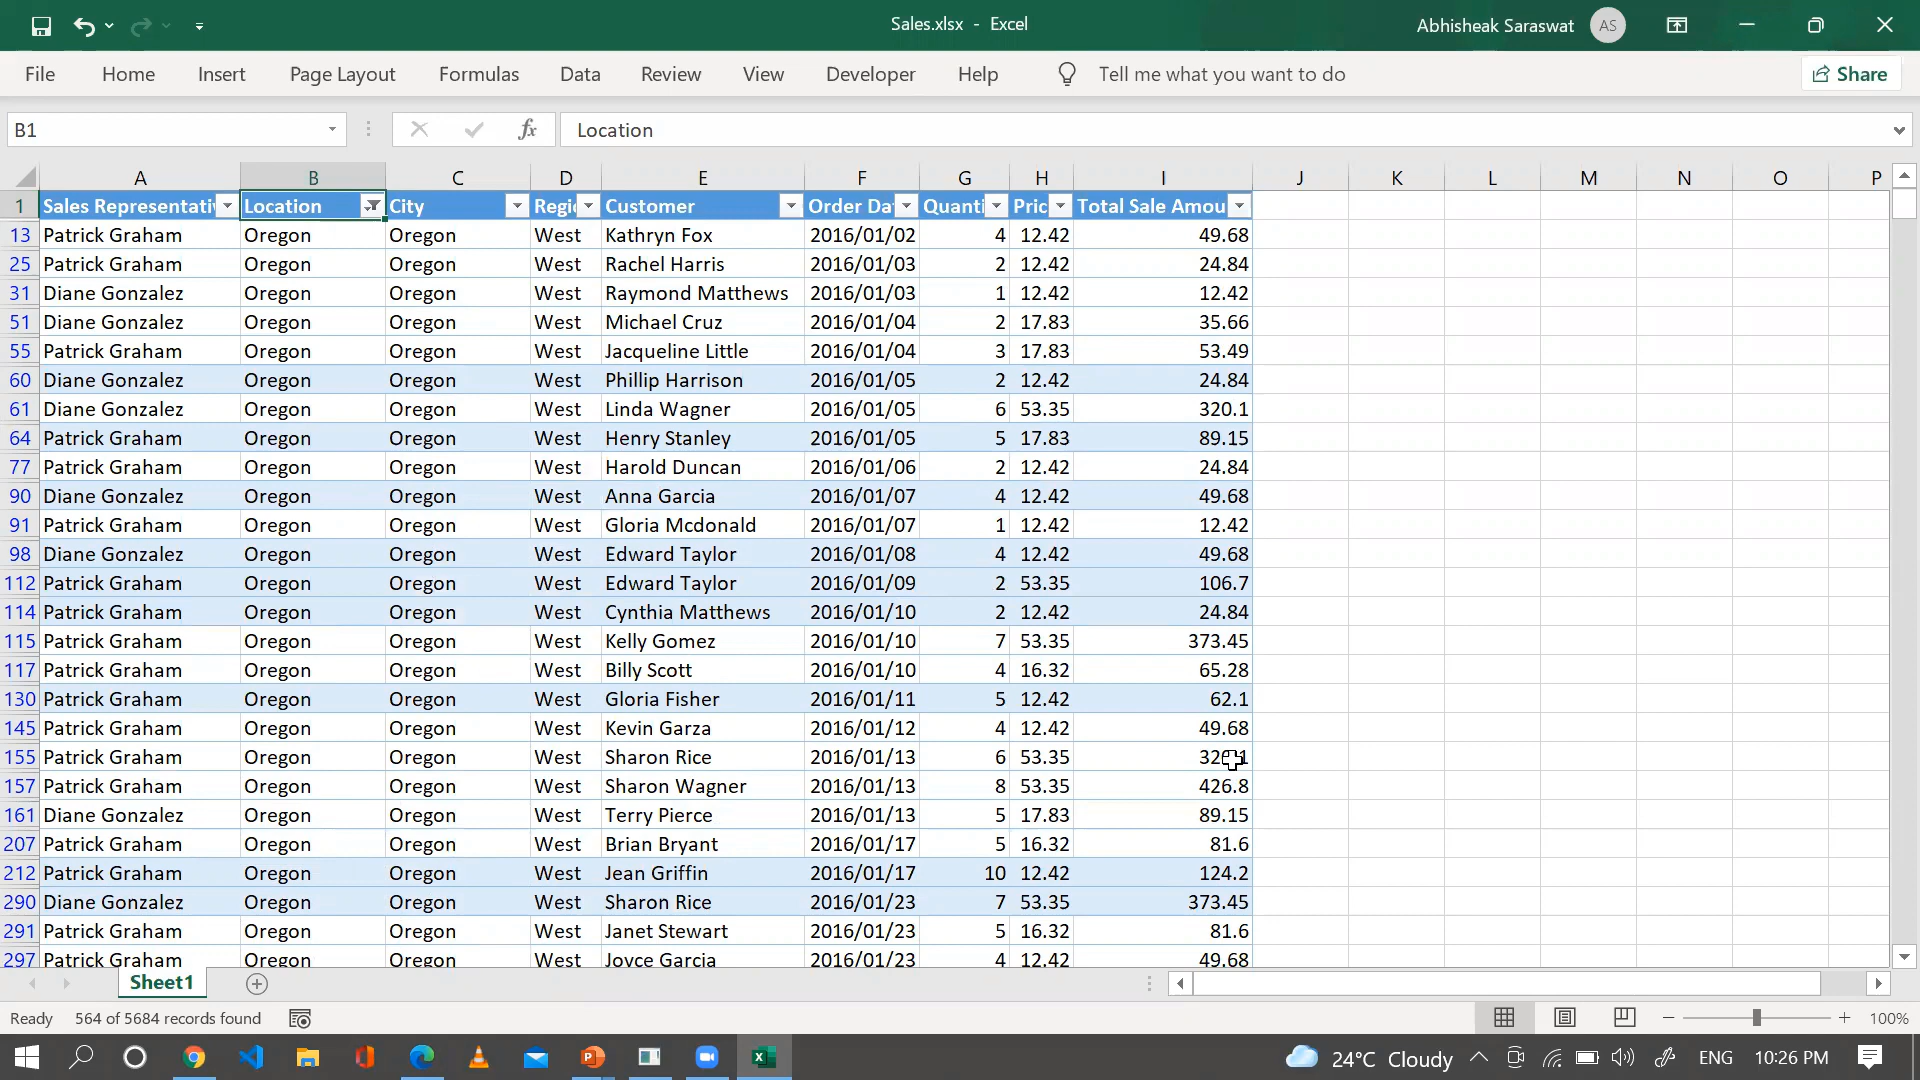 Sales.xlsx - Excel
Abhisheak Saraswat AS
File Home Insert Page Layout Formulas Data Review View Developer Help Tell me what you want to do Share
B1 fx Location
A B C D E F G H I J K L M N O P
1 Sales Representati Location City Regi Customer Order Da Quanti Pric Total Sale Amou
13 Patrick Graham Oregon Oregon West Kathryn Fox 2016/01/02 4 12.42 49.68
25 Patrick Graham Oregon Oregon West Rachel Harris 2016/01/03 2 12.42 24.84
31 Diane Gonzalez Oregon Oregon West Raymond Matthews 2016/01/03 1 12.42 12.42
51 Diane Gonzalez Oregon Oregon West Michael Cruz 2016/01/04 2 17.83 35.66
55 Patrick Graham Oregon Oregon West Jacqueline Little 2016/01/04 3 17.83 53.49
60 Diane Gonzalez Oregon Oregon West Phillip Harrison 2016/01/05 2 12.42 24.84
61 Diane Gonzalez Oregon Oregon West Linda Wagner 2016/01/05 6 53.35 320.1
64 Patrick Graham Oregon Oregon West Henry Stanley 2016/01/05 5 17.83 89.15
77 Patrick Graham Oregon Oregon West Harold Duncan 2016/01/06 2 12.42 24.84
90 Diane Gonzalez Oregon Oregon West Anna Garcia 2016/01/07 4 12.42 49.68
91 Patrick Graham Oregon Oregon West Gloria Mcdonald 2016/01/07 1 12.42 12.42
98 Diane Gonzalez Oregon Oregon West Edward Taylor 2016/01/08 4 12.42 49.68
112 Patrick Graham Oregon Oregon West Edward Taylor 2016/01/09 2 53.35 106.7
114 Patrick Graham Oregon Oregon West Cynthia Matthews 2016/01/10 2 12.42 24.84
115 Patrick Graham Oregon Oregon West Kelly Gomez 2016/01/10 7 53.35 373.45
117 Patrick Graham Oregon Oregon West Billy Scott 2016/01/10 4 16.32 65.28
130 Patrick Graham Oregon Oregon West Gloria Fisher 2016/01/11 5 12.42 62.1
145 Patrick Graham Oregon Oregon West Kevin Garza 2016/01/12 4 12.42 49.68
155 Patrick Graham Oregon Oregon West Sharon Rice 2016/01/13 6 53.35
157 Patrick Graham Oregon Oregon West Sharon Wagner 2016/01/13 8 53.35 426.8
161 Diane Gonzalez Oregon Oregon West Terry Pierce 2016/01/13 5 17.83 89.15
207 Patrick Graham Oregon Oregon West Brian Bryant 2016/01/17 5 16.32 81.6
212 Patrick Graham Oregon Oregon West Jean Griffin 2016/01/17 10 12.42 124.2
290 Diane Gonzalez Oregon Oregon West Sharon Rice 2016/01/23 7 53.35 373.45
291 Patrick Graham Oregon Oregon West Janet Stewart 2016/01/23 5 16.32 81.6
297 Patrick Graham Oregon Oregon West Joyce Garcia 2016/01/23 4 12.42 49.68
Sheet1
Ready 564 of 5684 records found 100%
24°C Cloudy ENG 10:26 PM